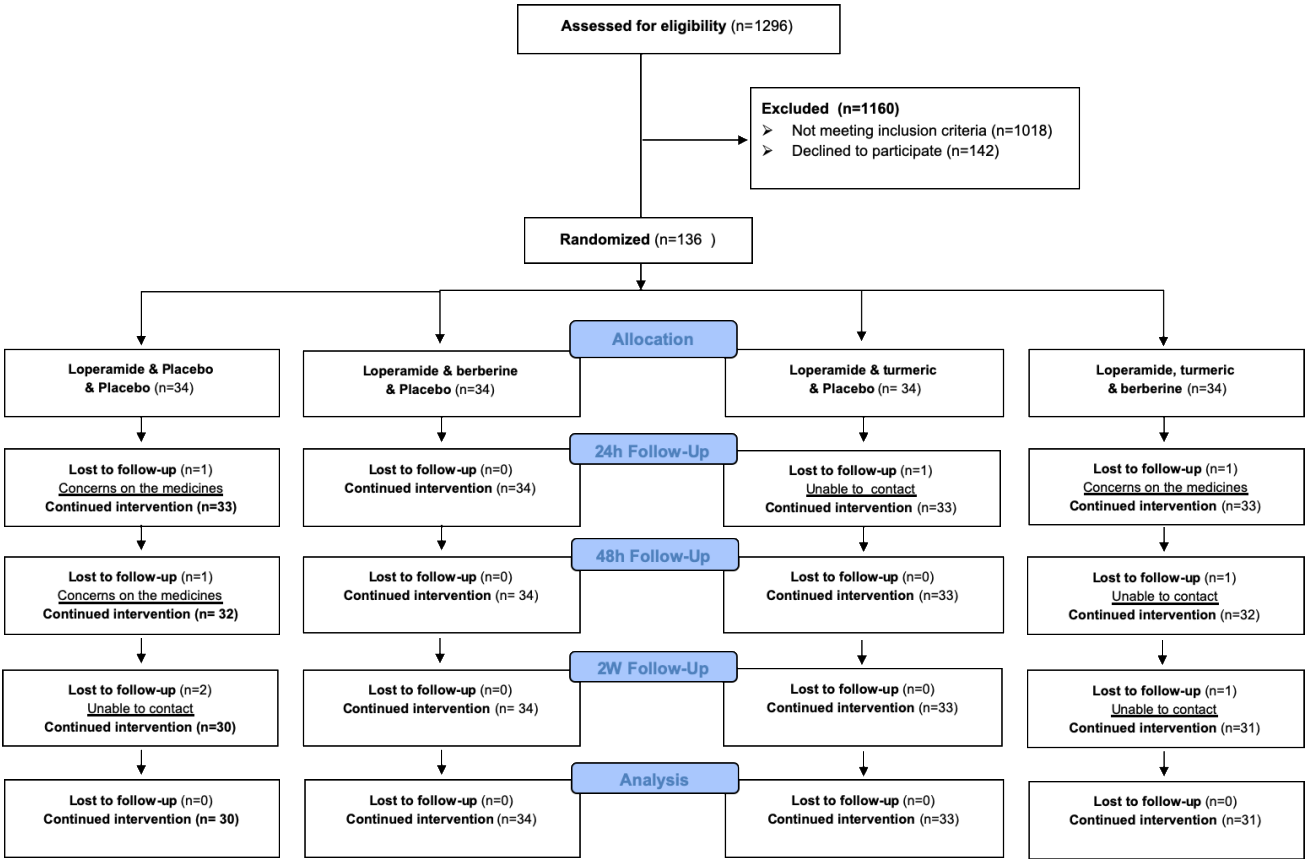 Assessed for eligibility (n=1296)
Excluded (n=1160)
➢ Not meeting inclusion criteria (n=1018)
➢ Declined to participate (n=142)
Randomized (n=136 )
Allocation
Loperamide & Placebo
& Placebo (n=34)
Loperamide & berberine
& Placebo (n=34)
Loperamide & turmeric
& Placebo (n= 34)
Loperamide, turmeric
& berberine (n=34)
24h Follow-Up
Lost to follow-up (n=1)
Concerns on the medicines
Continued intervention (n=33)
Lost to follow-up (n=0)
Continued intervention (n=34)
Lost to follow-up (n=1)
Unable to contact
Continued intervention (n=33)
Lost to follow-up (n=1)
Concerns on the medicines
Continued intervention (n=33)
48h Follow-Up
Lost to follow-up (n=1)
Concerns on the medicines
Continued intervention (n= 32)
Lost to follow-up (n=0)
Continued intervention (n= 34)
Lost to follow-up (n=0)
Continued intervention (n=33)
Lost to follow-up (n=1)
Unable to contact
Continued intervention (n=32)
2W Follow-Up
Lost to follow-up (n=2)
Unable to contact
Continued intervention (n=30)
Lost to follow-up (n=0)
Continued intervention (n= 34)
Lost to follow-up (n=0)
Continued intervention (n=33)
Lost to follow-up (n=1)
Unable to contact
Continued intervention (n=31)
Analysis
Lost to follow-up (n=0)
Continued intervention (n= 30)
Lost to follow-up (n=0)
Continued intervention (n=34)
Lost to follow-up (n=0)
Continued intervention (n=33)
Lost to follow-up (n=0)
Continued intervention (n=31)